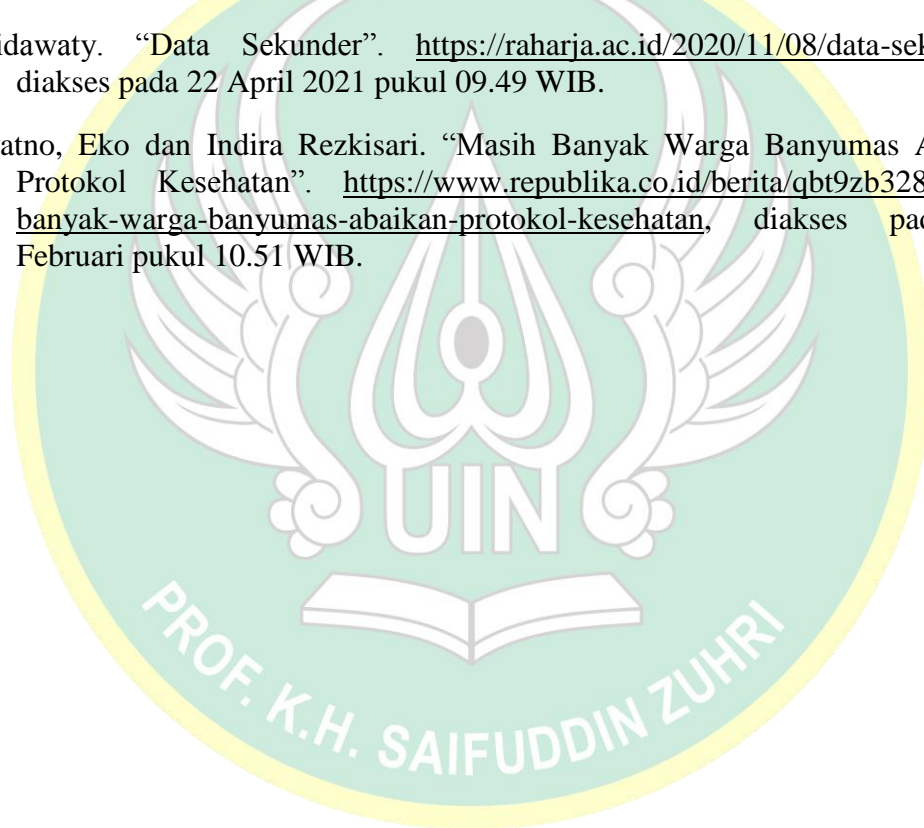 idawaty. “Data Sekunder”. https://raharja.ac.id/2020/11/08/data-sek
diakses pada 22 April 2021 pukul 09.49 WIB.
atno, Eko dan Indira Rezkisari. “Masih Banyak Warga Banyumas A
Protokol Kesehatan”. https://www.republika.co.id/berita/qbt9zb328
banyak-warga-banyumas-abaikan-protokol-kesehatan, diakses pad
Februari pukul 10.51 WIB.
UIN
PROF. K.H. SAIFUDDIN ZUHRI